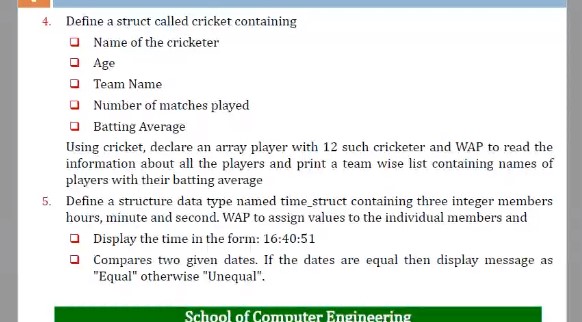 4. Define a struct called cricket containing
Name of the cricketer
Age
Team Name
Number of matches played
Batting Average
Using cricket, declare an array player with 12 such cricketer and WAP to read the
information about all the players and print a team wise list containing names of
players with their batting average
5. Define a structure data type named time_struct containing three integer members
hours, minute and second. WAP to assign values to the individual members and
Display the time in the form: 16:40:51
Compares two given dates. If the dates are equal then display message as
"Equal" otherwise "Unequal".
School of Computer Engineering